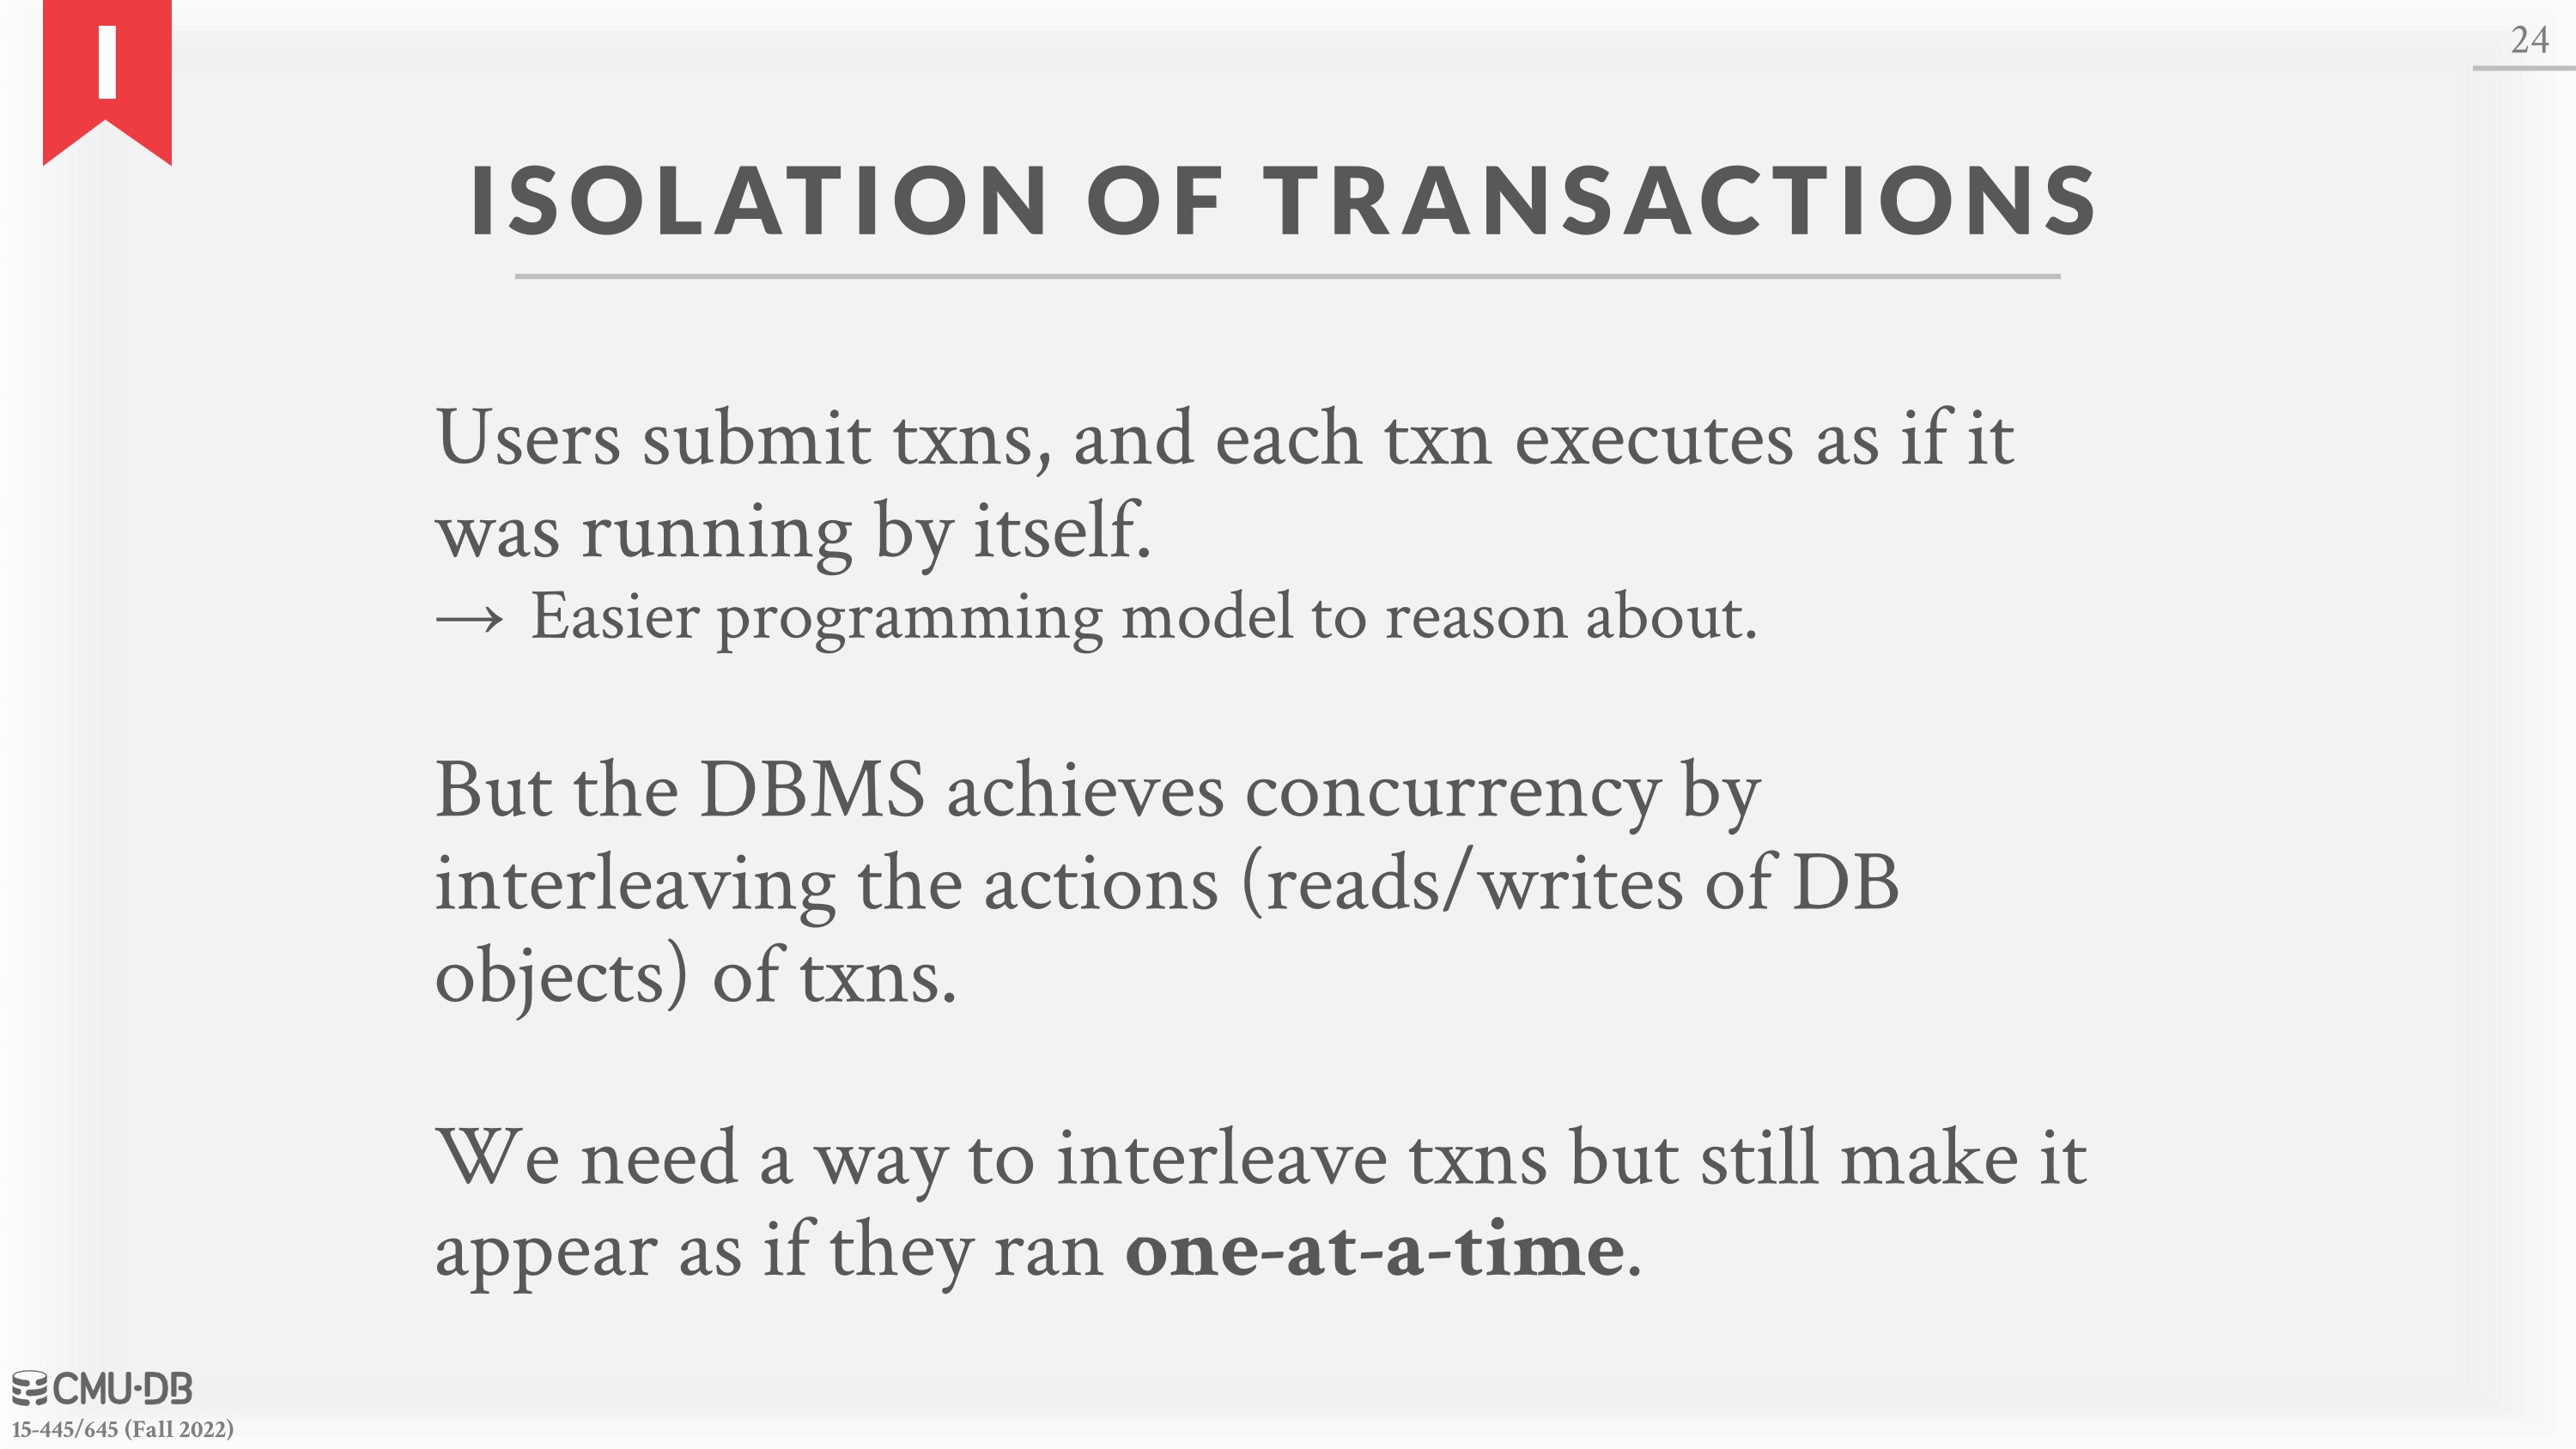 I
24
ISOLATION OF TRANSACTIONS
Users submit txns, and each txn executes as if it
was running by itself.
→ Easier programming model to reason about.
But the DBMS achieves concurrency by
interleaving the actions (reads/writes of DB
objects) of txns.
We need a way to interleave txns but still make it
appear as if they ran one-at-a-time.
CMU·DB
15-445/645 (Fall 2022)